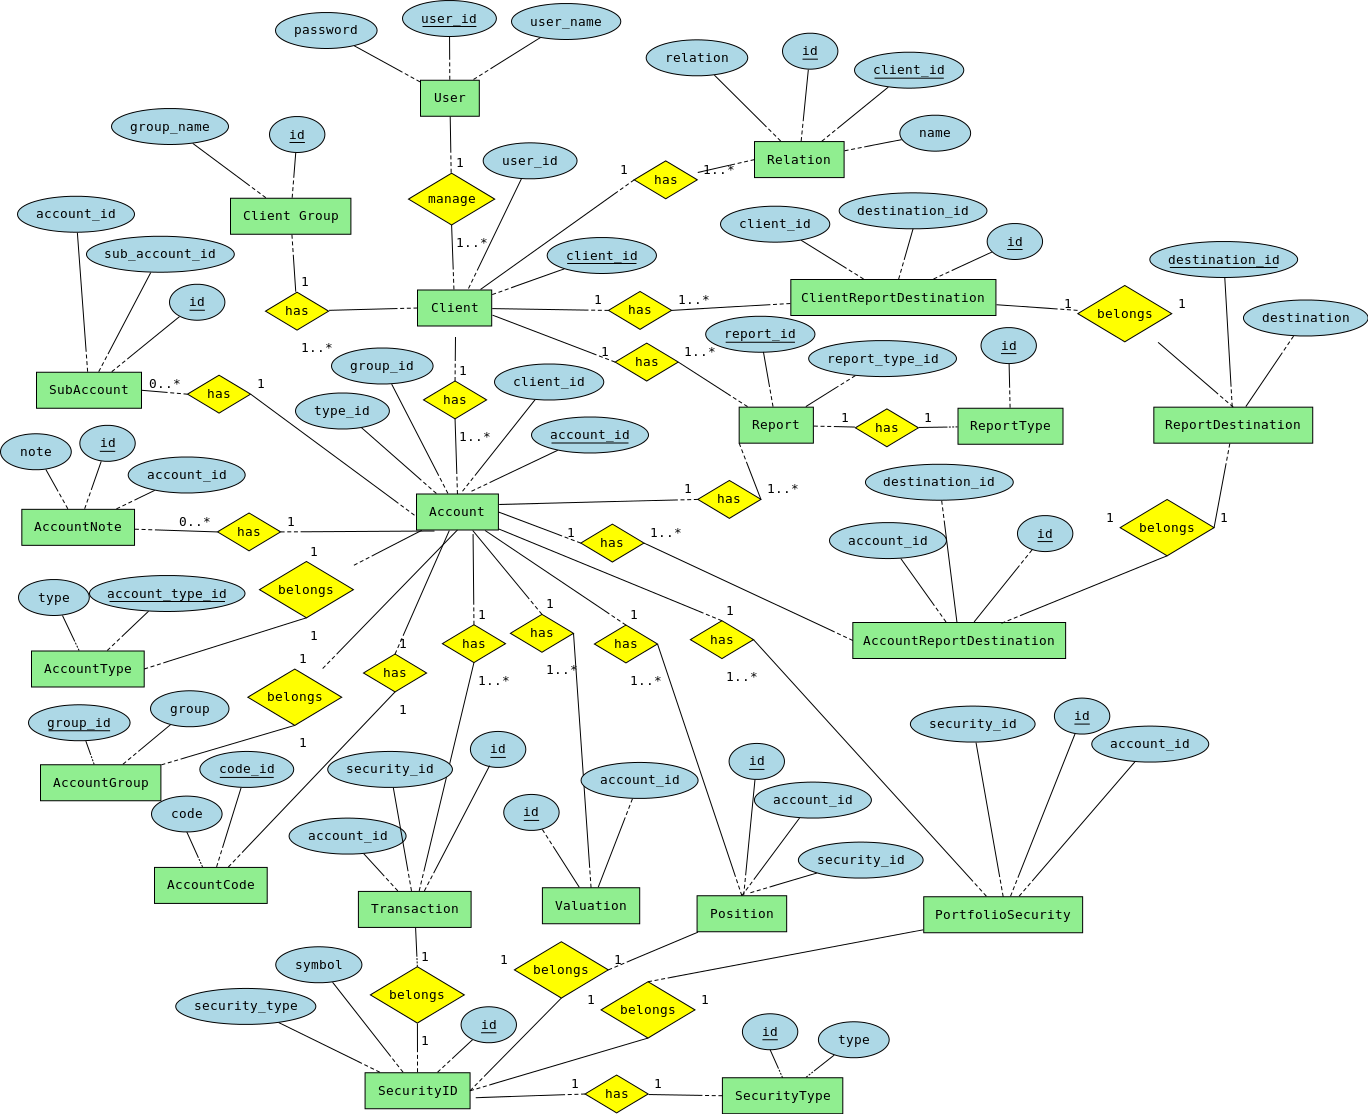 user_id
user_name
password
User
relation
id
client_id
name
Relation
group_name
id
Client Group
1
manage
1..*
user_id
1
has
1..*
account_id
sub_account_id
id
SubAccount
1
has
1..*
client_id
Client
1
has
1..*
client_id
destination_id
id
ClientReportDestination
1
belongs
1
destination_id
destination
ReportDestination
1
has
1..*
report_id
report_type_id
id
Report
1
has
1
ReportType
0..*
has
1
group_id
type_id
1
has
1..*
client_id
account_id
Account
note
id
account_id
AccountNote
0..*
has
1
1
has
1..*
1
has
1..*
destination_id
account_id
id
AccountReportDestination
1
belongs
1
1
belongs
1
type
account_type_id
AccountType
1
belongs
1
group_id
group
AccountGroup
1
has
1
code_id
code
AccountCode
1
has
1..*
1
has
1..*
1
has
1..*
1
has
1..*
security_id
id
account_id
Transaction
account_id
id
Valuation
id
account_id
security_id
Position
security_id
id
account_id
PortfolioSecurity
1
belongs
1
1
belongs
1
1
belongs
1
symbol
security_type
id
SecurityID
1
has
1
id
type
SecurityType